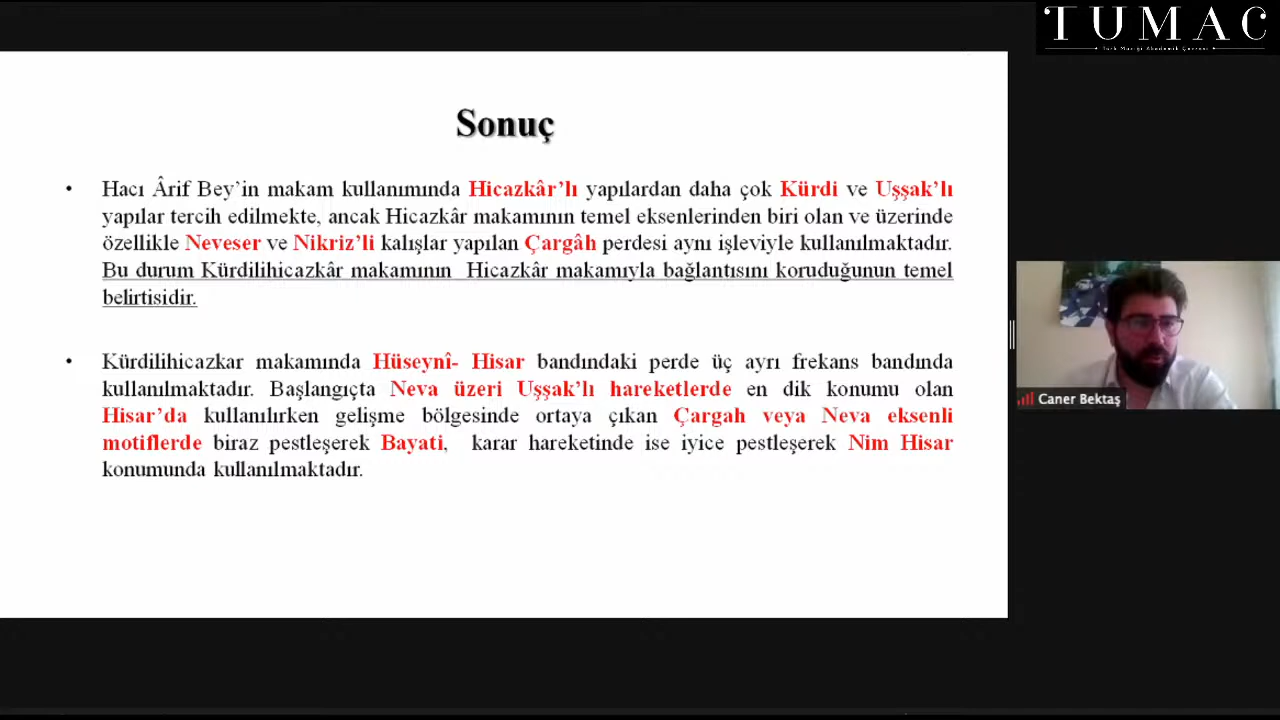 TUMAC
Türk Müziği Akademik Çevresi
Sonuç
• Hacı Ârif Bey'in makam kullanımında Hicazkâr'lı yapılardan daha çok Kürdi ve Uşşak'lı
yapılar tercih edilmekte, ancak Hicazkâr makamının temel eksenlerinden biri olan ve üzerinde
özellikle Neveser ve Nikriz'li kalışlar yapılan Çargâh perdesi aynı işleviyle kullanılmaktadır.
Bu durum Kürdilihicazkâr makamının Hicazkâr makamıyla bağlantısını koruduğunun temel
belirtisidir.
• Kürdilihicazkar makamında Hüseynî- Hisar bandındaki perde üç ayrı frekans bandında
kullanılmaktadır. Başlangıçta Neva üzeri Uşşak'lı hareketlerde en dik konumu olan
Hisar'da kullanılırken gelişme bölgesinde ortaya çıkan Çargah veya Neva eksenli
motiflerde biraz pestleşerek Bayati, karar hareketinde ise iyice pestleşerek Nim Hisar
konumunda kullanılmaktadır.
Caner Bektaş